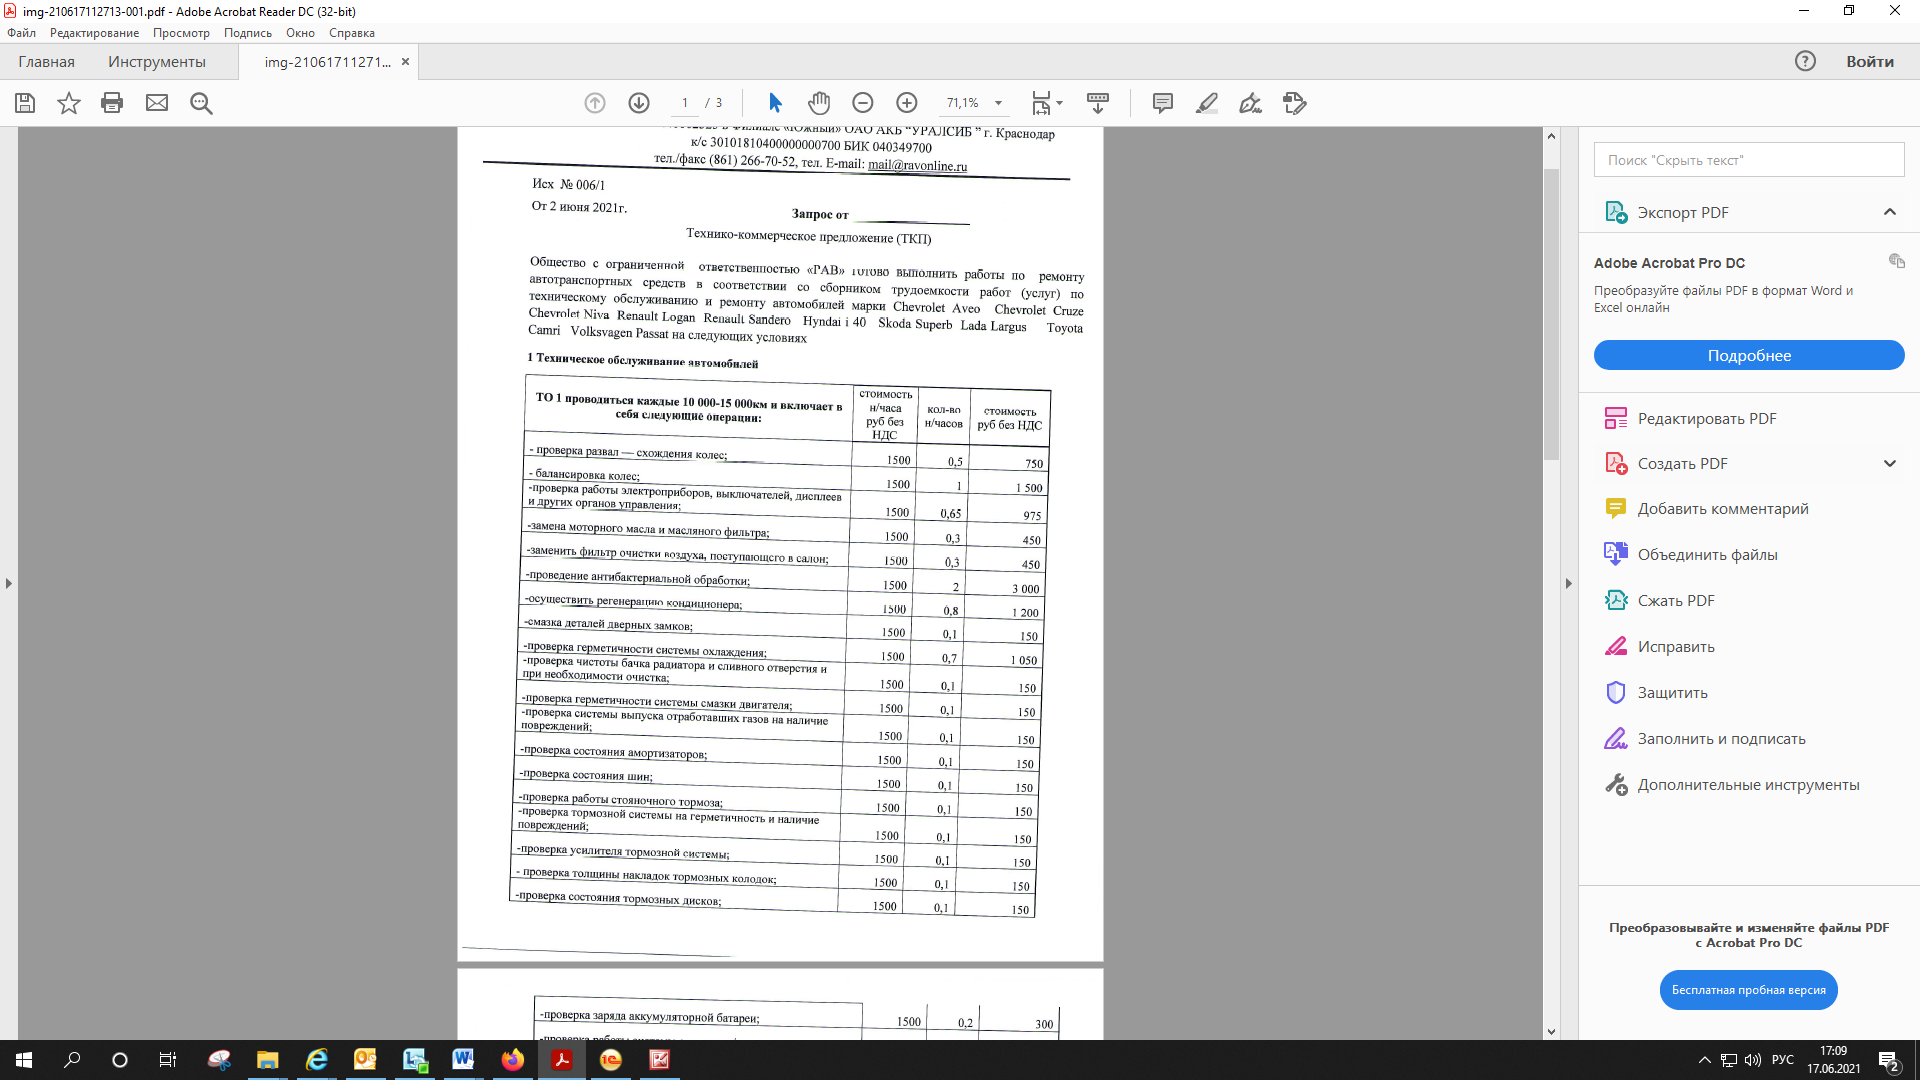 img-210617112713-001.pdf - Adobe Acrobat Reader DC (32-bit)
Файл Редактирование Просмотр Подпись Окно Справка
Главная Инструменты img-21061711271... × Войти
1 / 3 71,1%
в Филиале «Южный» ОАО АКБ “УРАЛСИБ ” г. Краснодар
к/с 30101810400000000700 БИК 040349700
тел./факс (861) 266-70-52, тел. E-mail: mail@ravonline.ru
Исх № 006/1
От 2 июня 2021г.
Запрос от
Технико-коммерческое предложение (ТКП)
Общество с ограниченной ответственностью «РАВ» готово выполнить работы по ремонту
автотранспортных средств в соответствии со сборником трудоемкости работ (услуг) по
техническому обслуживанию и ремонту автомобилей марки Chevrolet Aveo Chevrolet Cruze
Chevrolet Niva Renault Logan Renault Sandero Hyndai i 40 Skoda Superb Lada Largus Toyota
Camri Volksvagen Passat на следующих условиях
1 Техническое обслуживание автомобилей
ТО 1 проводиться каждые 10 000-15 000км и включает в
себя следующие операции:
стоимость
н/часа
руб без
НДС
кол-во
н/часов
стоимость
руб без НДС
- проверка развал — схождения колес; 1500 0,5 750
- балансировка колес; 1500 1 1 500
-проверка работы электроприборов, выключателей, дисплеев
и других органов управления; 1500 0,65 975
-замена моторного масла и масляного фильтра; 1500 0,3 450
-заменить фильтр очистки воздуха, поступающего в салон; 1500 0,3 450
-проведение антибактериальной обработки; 1500 2 3 000
-осуществить регенерацию кондиционера; 1500 0,8 1 200
-смазка деталей дверных замков; 1500 0,1 150
-проверка герметичности системы охлаждения; 1500 0,7 1 050
-проверка чистоты бачка радиатора и сливного отверстия и
при необходимости очистка; 1500 0,1 150
-проверка герметичности системы смазки двигателя; 1500 0,1 150
-проверка системы выпуска отработавших газов на наличие
повреждений; 1500 0,1 150
-проверка состояния амортизаторов; 1500 0,1 150
-проверка состояния шин; 1500 0,1 150
-проверка работы стояночного тормоза; 1500 0,1 150
-проверка тормозной системы на герметичность и наличие
повреждений; 1500 0,1 150
-проверка усилителя тормозной системы; 1500 0,1 150
- проверка толщины накладок тормозных колодок; 1500 0,1 150
-проверка состояния тормозных дисков; 1500 0,1 150
-проверка заряда аккумуляторной батареи; 1500 0,2 300
Поиск "Скрыть текст"
Экспорт PDF
Adobe Acrobat Pro DC
Преобразуйте файлы PDF в формат Word и
Excel онлайн
Подробнее
Редактировать PDF
Создать PDF
Добавить комментарий
Объединить файлы
Сжать PDF
Исправить
Защитить
Заполнить и подписать
Дополнительные инструменты
Преобразовывайте и изменяйте файлы PDF
с Acrobat Pro DC
Бесплатная пробная версия
РУС
17:09
17.06.2021
2